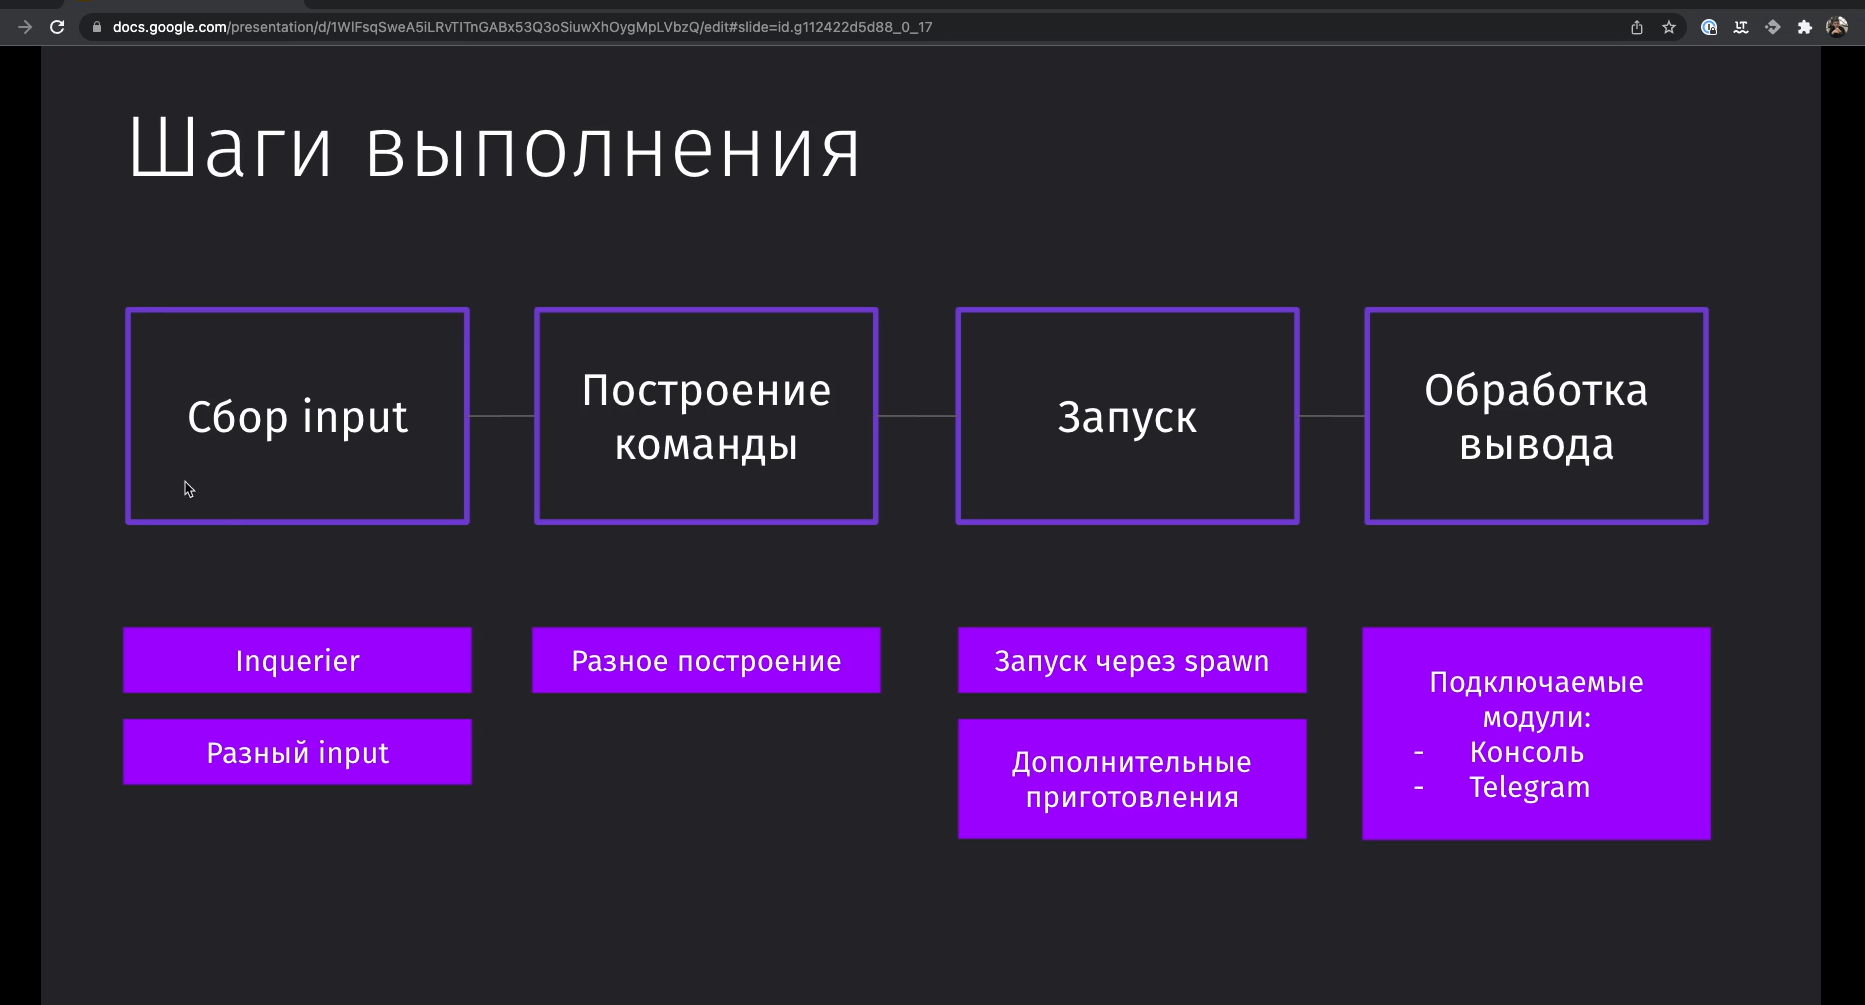 docs.google.com/presentation/d/1WlFsqSweA5iLRvTITnGABx53Q3oSiuwXhOygMpLVbzQ/edit#slide=id.g112422d5d88_0_17
Шаги выполнения
Сбор input
Построение
команды
Запуск
Обработка
вывода
Inquerier
Разный input
Разное построение
Запуск через spawn
Дополнительные
приготовления
Подключаемые
модули:
- Консоль
- Telegram